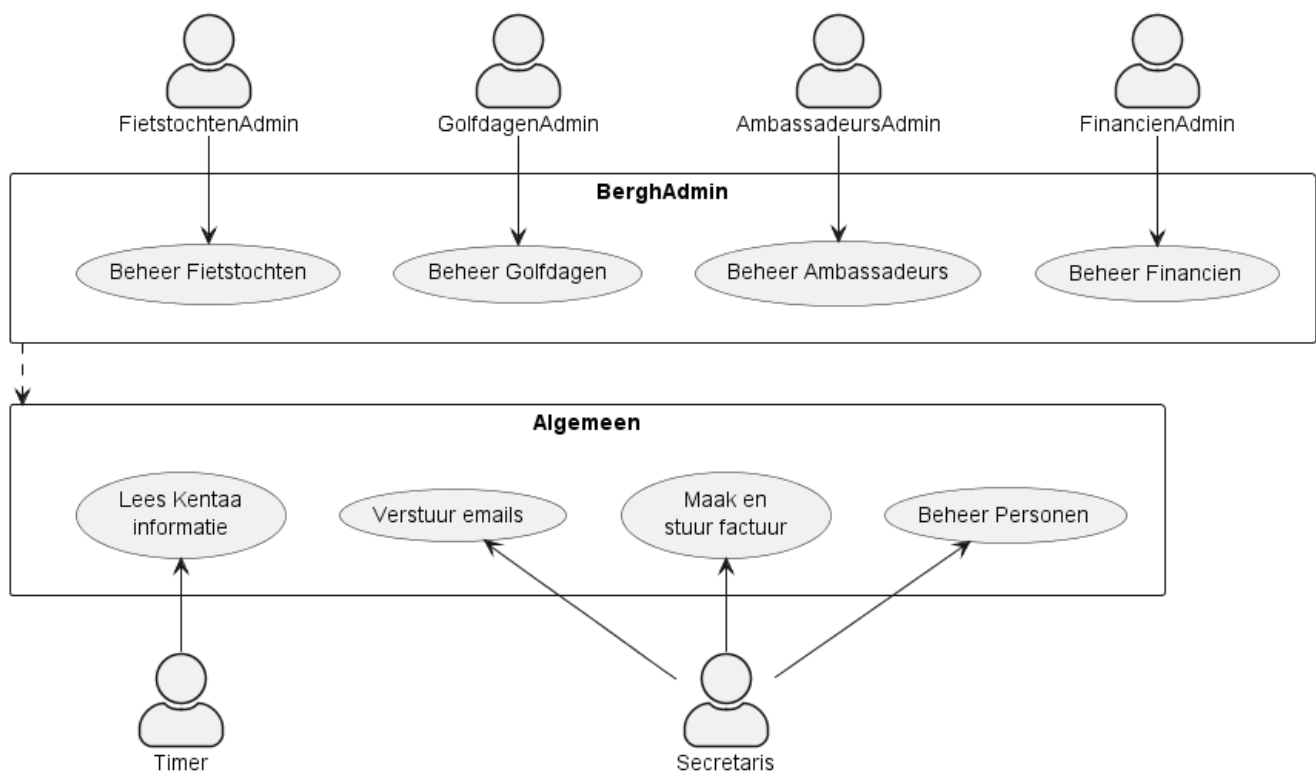 FietstochtenAdmin
GolfdagenAdmin
AmbassadeursAdmin
FinancienAdmin
BerghAdmin
Beheer Fietstochten
Beheer Golfdagen
Beheer Ambassadeurs
Beheer Financien
Algemeen
Lees Kentaa
informatie
Verstuur emails
Maak en
stuur factuur
Beheer Personen
Timer
Secretaris